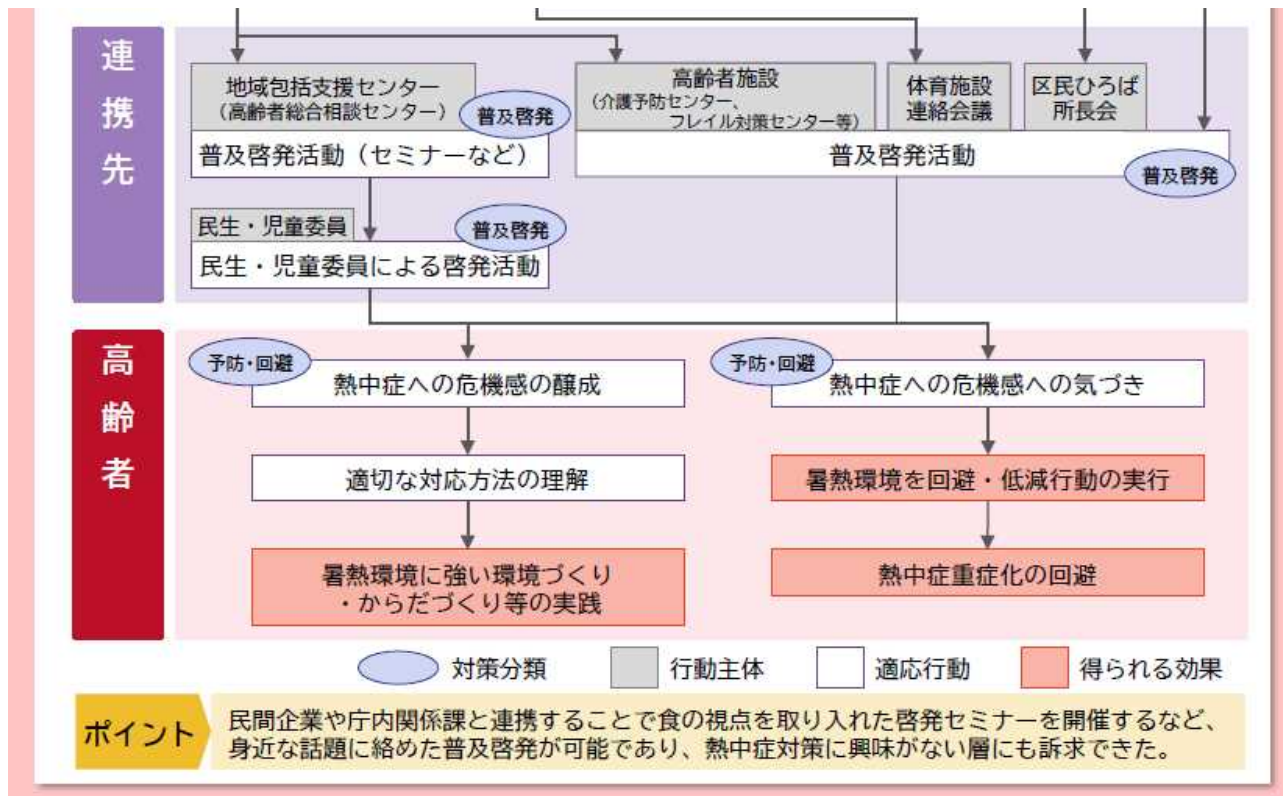 連携先
地域包括支援センター
（高齢者総合相談センター）
普及啓発
普及啓発活動（セミナーなど）
高齢者施設
（介護予防センター、
フレイル対策センター等）
体育施設
連絡会議
区民ひろば
所長会
普及啓発活動
普及啓発
民生・児童委員
普及啓発
民生・児童委員による啓発活動
高齢者
予防・回避
熱中症への危機感の醸成
適切な対応方法の理解
暑熱環境に強い環境づくり
・からだづくり等の実践
予防・回避
熱中症への危機感への気づき
暑熱環境を回避・低減行動の実行
熱中症重症化の回避
対策分類
行動主体
適応行動
得られる効果
ポイント
民間企業や庁内関係課と連携することで食の視点を取り入れた啓発セミナーを開催するなど、
身近な話題に絡めた普及啓発が可能であり、熱中症対策に興味がない層にも訴求できた。